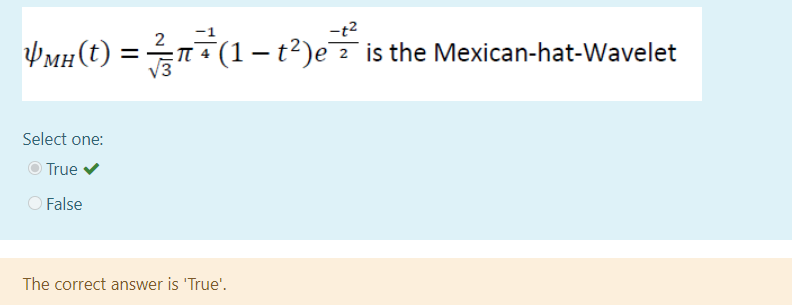 ψ_MH(t) = 2/√3 π^(-1/4) (1 – t²)e^(-t²/2) is the Mexican-hat-Wavelet
Select one:
True ✔
False
The correct answer is 'True'.